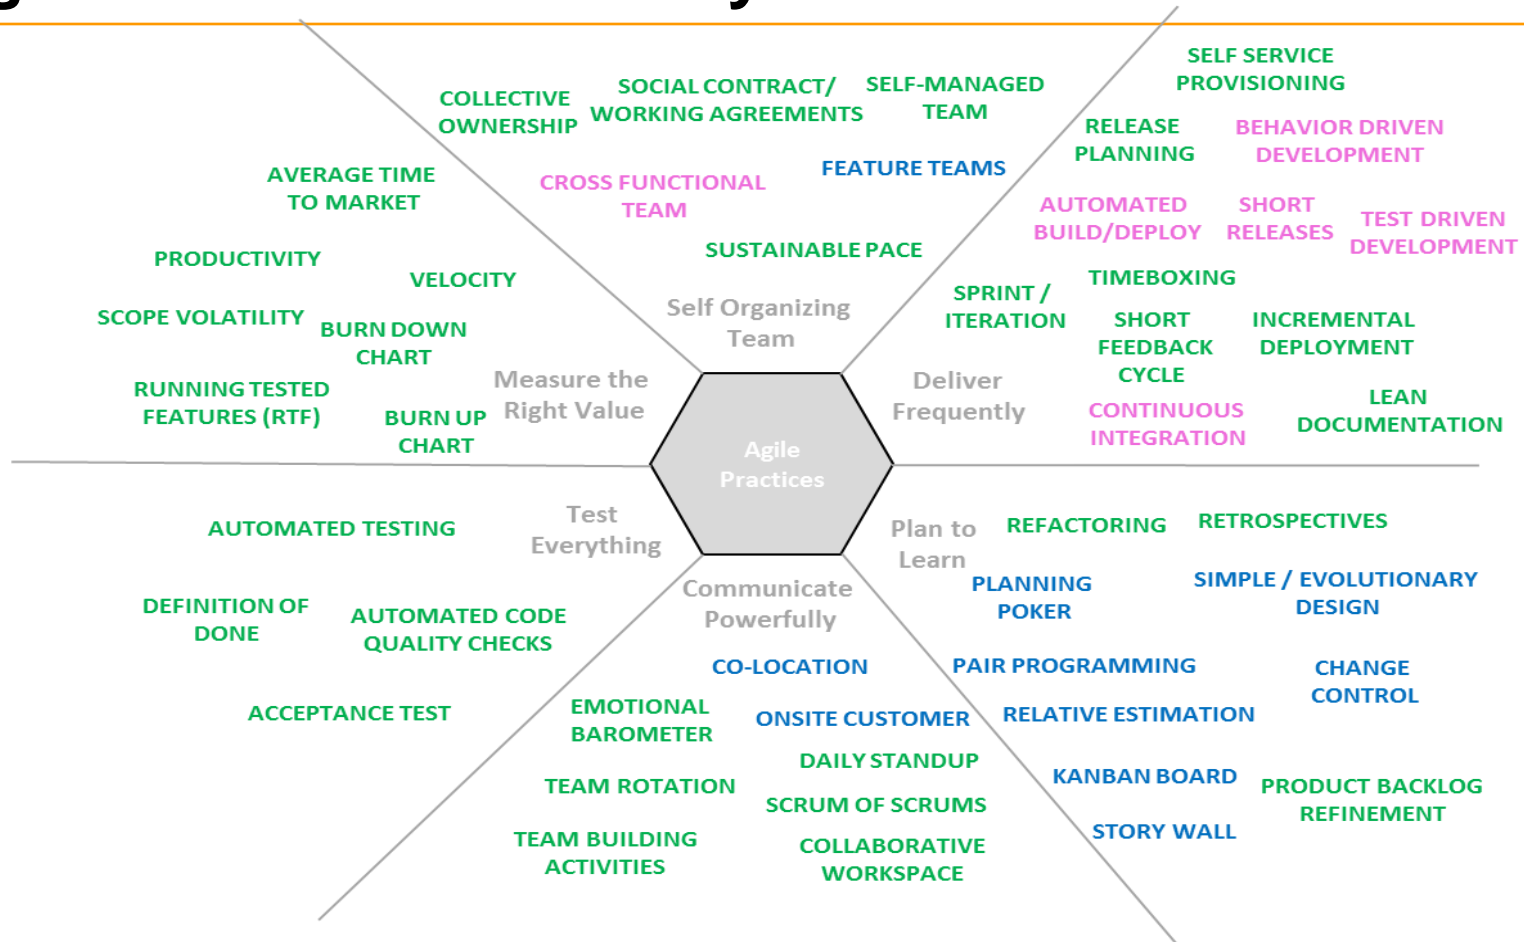 COLLECTIVE
OWNERSHIP
SOCIAL CONTRACT/
WORKING AGREEMENTS
SELF-MANAGED
TEAM
CROSS FUNCTIONAL
TEAM
FEATURE TEAMS
SUSTAINABLE PACE
Self Organizing
Team
SELF SERVICE
PROVISIONING
RELEASE
PLANNING
BEHAVIOR DRIVEN
DEVELOPMENT
AUTOMATED
BUILD/DEPLOY
SHORT
RELEASES
TEST DRIVEN
DEVELOPMENT
TIMEBOXING
SPRINT /
ITERATION
SHORT
FEEDBACK
CYCLE
INCREMENTAL
DEPLOYMENT
Deliver
Frequently
CONTINUOUS
INTEGRATION
LEAN
DOCUMENTATION
AVERAGE TIME
TO MARKET
PRODUCTIVITY
VELOCITY
SCOPE VOLATILITY
BURN DOWN
CHART
RUNNING TESTED
FEATURES (RTF)
BURN UP
CHART
Measure the
Right Value
Agile
Practices
Test
Everything
AUTOMATED TESTING
DEFINITION OF
DONE
AUTOMATED CODE
QUALITY CHECKS
ACCEPTANCE TEST
Communicate
Powerfully
CO-LOCATION
EMOTIONAL
BAROMETER
ONSITE CUSTOMER
DAILY STANDUP
TEAM ROTATION
SCRUM OF SCRUMS
TEAM BUILDING
ACTIVITIES
COLLABORATIVE
WORKSPACE
Plan to
Learn
REFACTORING
RETROSPECTIVES
PLANNING
POKER
SIMPLE / EVOLUTIONARY
DESIGN
PAIR PROGRAMMING
CHANGE
CONTROL
RELATIVE ESTIMATION
KANBAN BOARD
PRODUCT BACKLOG
REFINEMENT
STORY WALL